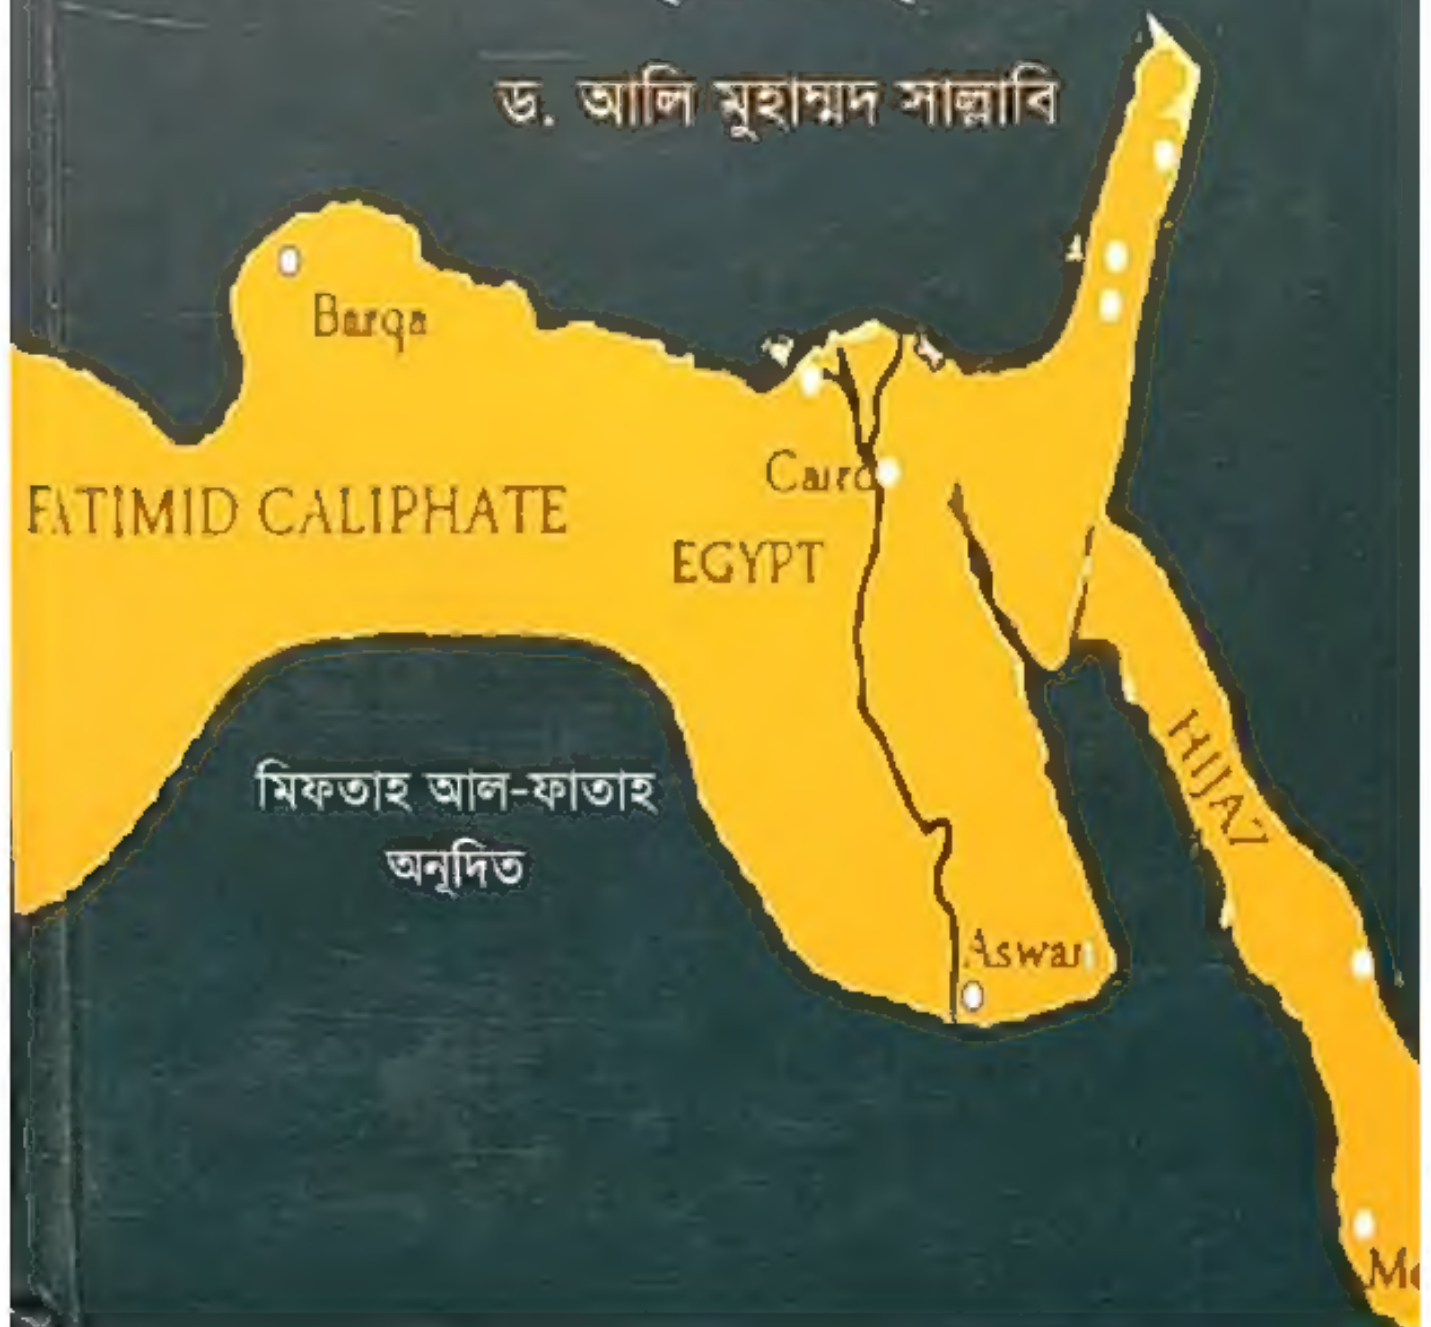 ড. আলি মুহাম্মদ সাল্লাবি
Barqa
Cairo
FATIMID CALIPHATE
EGYPT
HIJAZ
মিফতাহ আল-ফাতাহ
অনূদিত
Aswan